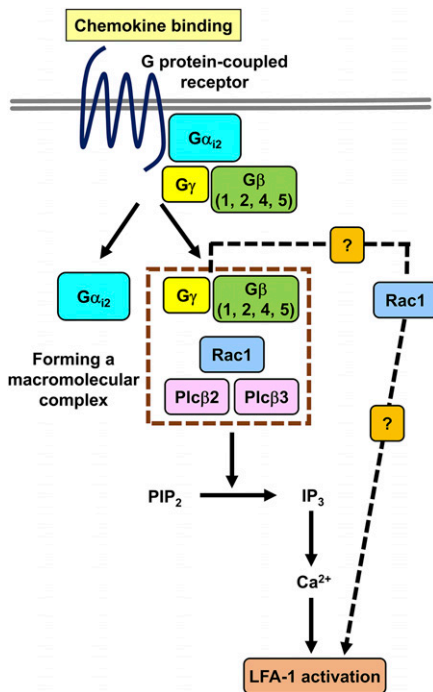 Chemokine binding
G protein-coupled
receptor
Gαi2
Gγ
Gβ
(1, 2, 4, 5)
?
Gαi2
Gγ
Gβ
(1, 2, 4, 5)
Rac1
Forming a
macromolecular
complex
Rac1
Plcβ2
Plcβ3
?
PIP2
IP3
Ca2+
LFA-1 activation